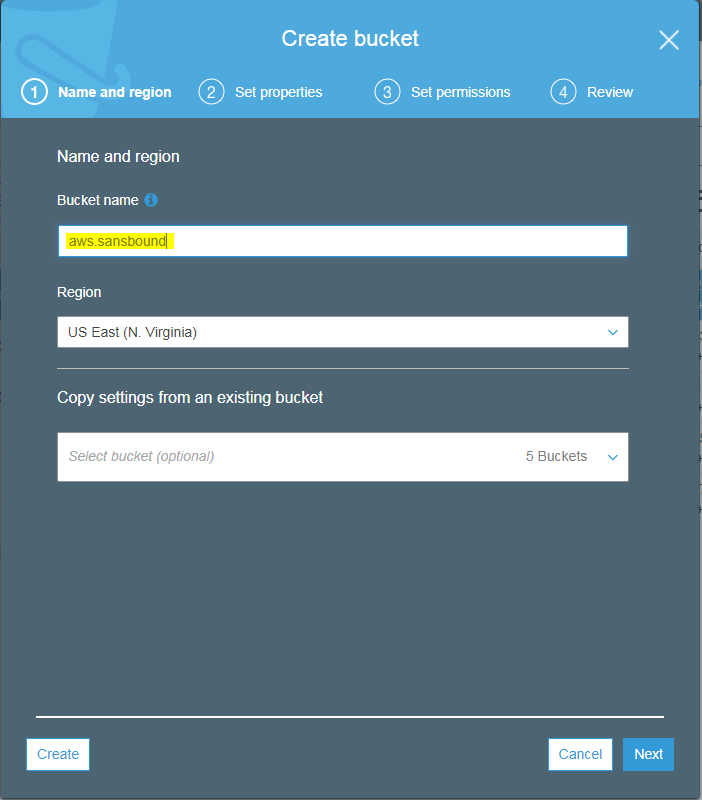 Create bucket
1 Name and region 2 Set properties 3 Set permissions 4 Review
Name and region
Bucket name i
aws.sansbound
Region
US East (N. Virginia)
Copy settings from an existing bucket
Select bucket (optional) 5 Buckets
Create Cancel Next